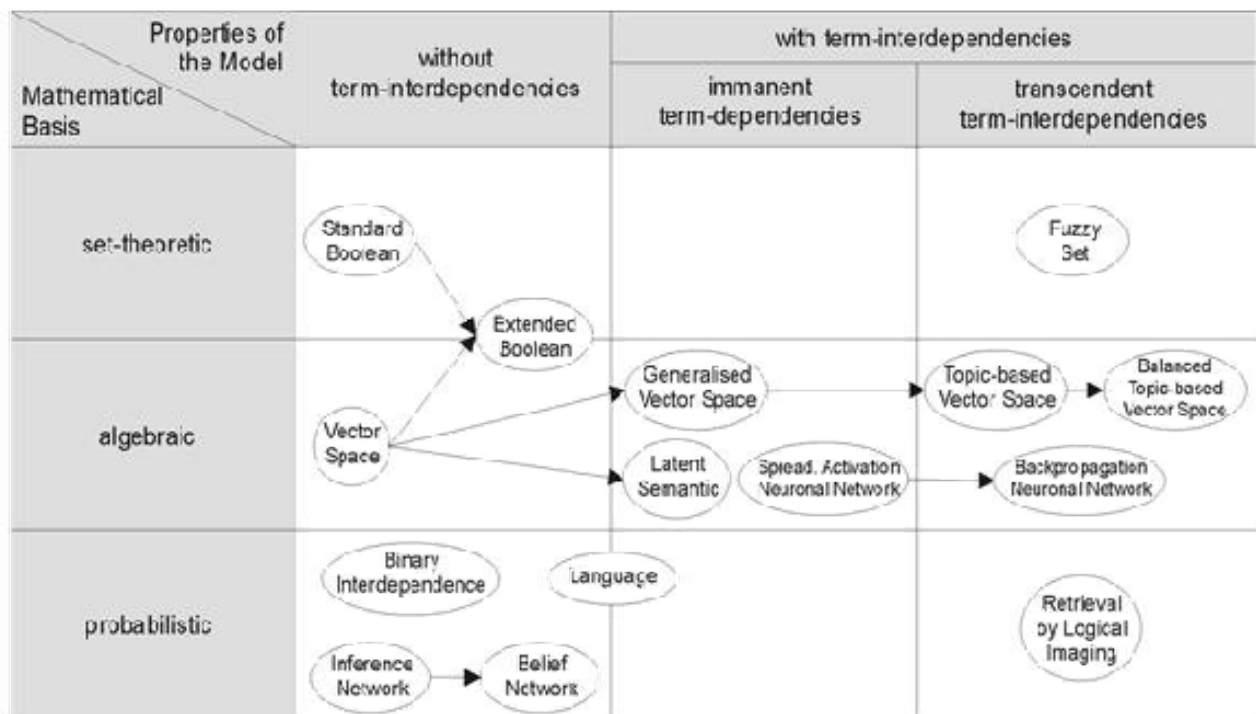 Properties of
the Model
Mathematical
Basis
without
term-interdependencies
with term-interdependencies
immanent
term-dependencies
transcendent
term-interdependencies
set-theoretic
Standard
Boolean
Fuzzy
Set
Extended
Boolean
algebraic
Vector
Space
Generalised
Vector Space
Topic-based
Vector Space
Balanced
Topic-based
Vector Space
Latent
Semantic
Spread. Activation
Neuronal Network
Backpropagation
Neuronal Network
probabilistic
Binary
Interdependence
Language
Inference
Network
Belief
Network
Retrieval
by Logical
Imaging